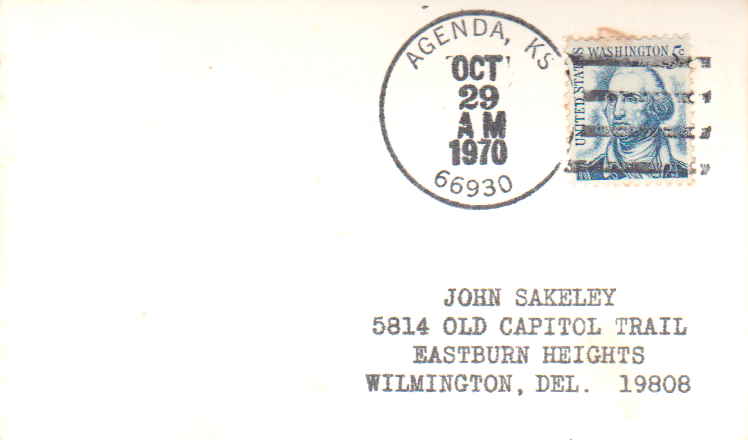 AGENDA, KS
OCT
29
AM
1970
66930
UNITED STATES
WASHINGTON 5c
JOHN SAKELEY
5814 OLD CAPITOL TRAIL
EASTBURN HEIGHTS
WILMINGTON, DEL. 19808